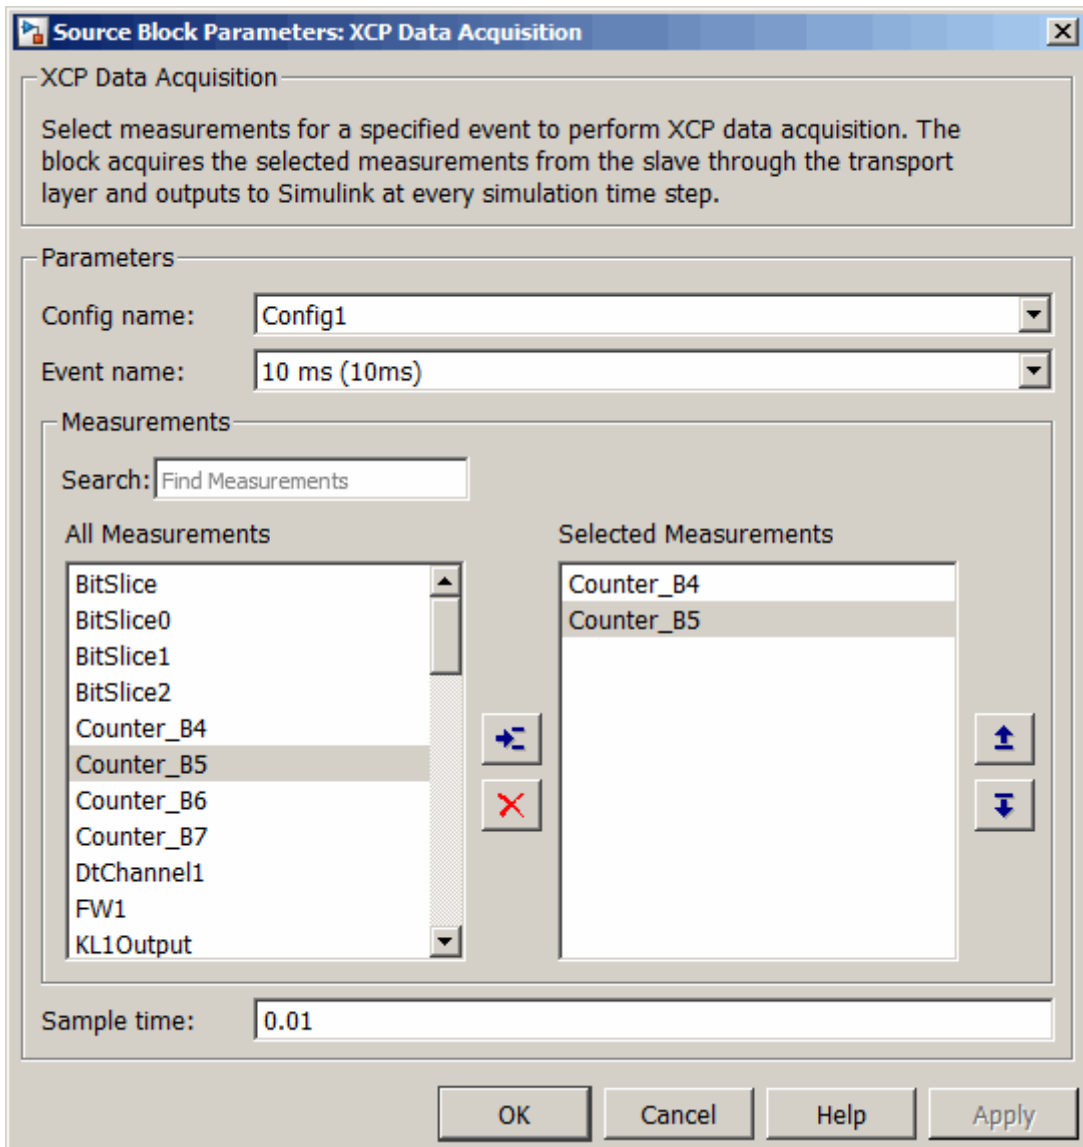 Source Block Parameters: XCP Data Acquisition
XCP Data Acquisition
Select measurements for a specified event to perform XCP data acquisition. The
block acquires the selected measurements from the slave through the transport
layer and outputs to Simulink at every simulation time step.
Parameters
Config name: Config1
Event name: 10 ms (10ms)
Measurements
Search: Find Measurements
All Measurements
BitSlice
BitSlice0
BitSlice1
BitSlice2
Counter_B4
Counter_B5
Counter_B6
Counter_B7
DtChannel1
FW1
KL1Output
Selected Measurements
Counter_B4
Counter_B5
Sample time: 0.01
OK Cancel Help Apply